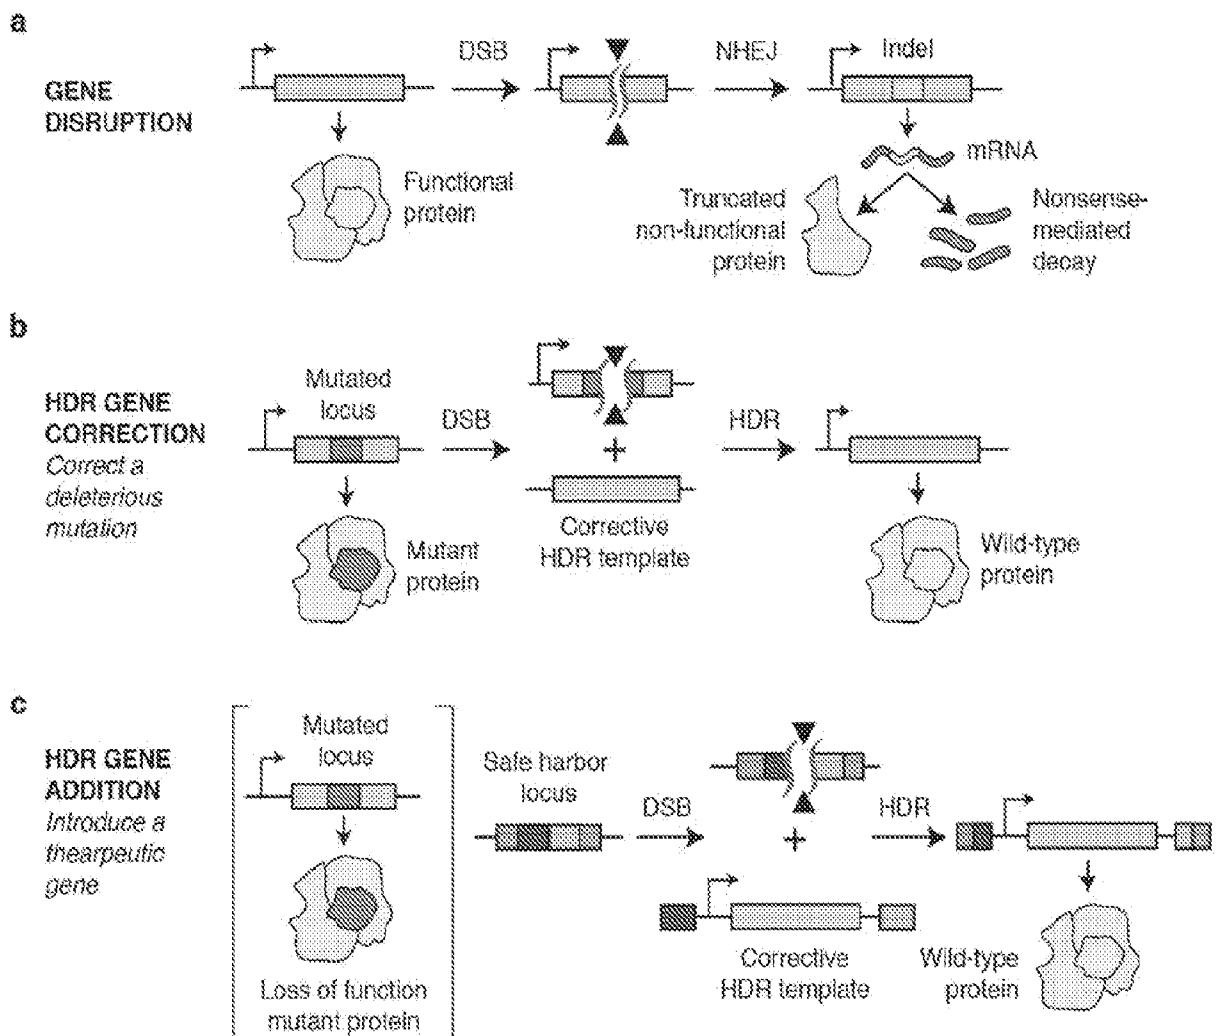 a
GENE
DISRUPTION
DSB
NHEJ
Indel
Functional
protein
mRNA
Truncated
non-functional
protein
Nonsense-
mediated
decay
b
HDR GENE
CORRECTION
Correct a
deleterious
mutation
Mutated
locus
DSB
+
HDR
Mutant
protein
Corrective
HDR template
Wild-type
protein
c
HDR GENE
ADDITION
Introduce a
thearpeutic
gene
Mutated
locus
Loss of function
mutant protein
Safe harbor
locus
DSB
+
HDR
Corrective
HDR template
Wild-type
protein